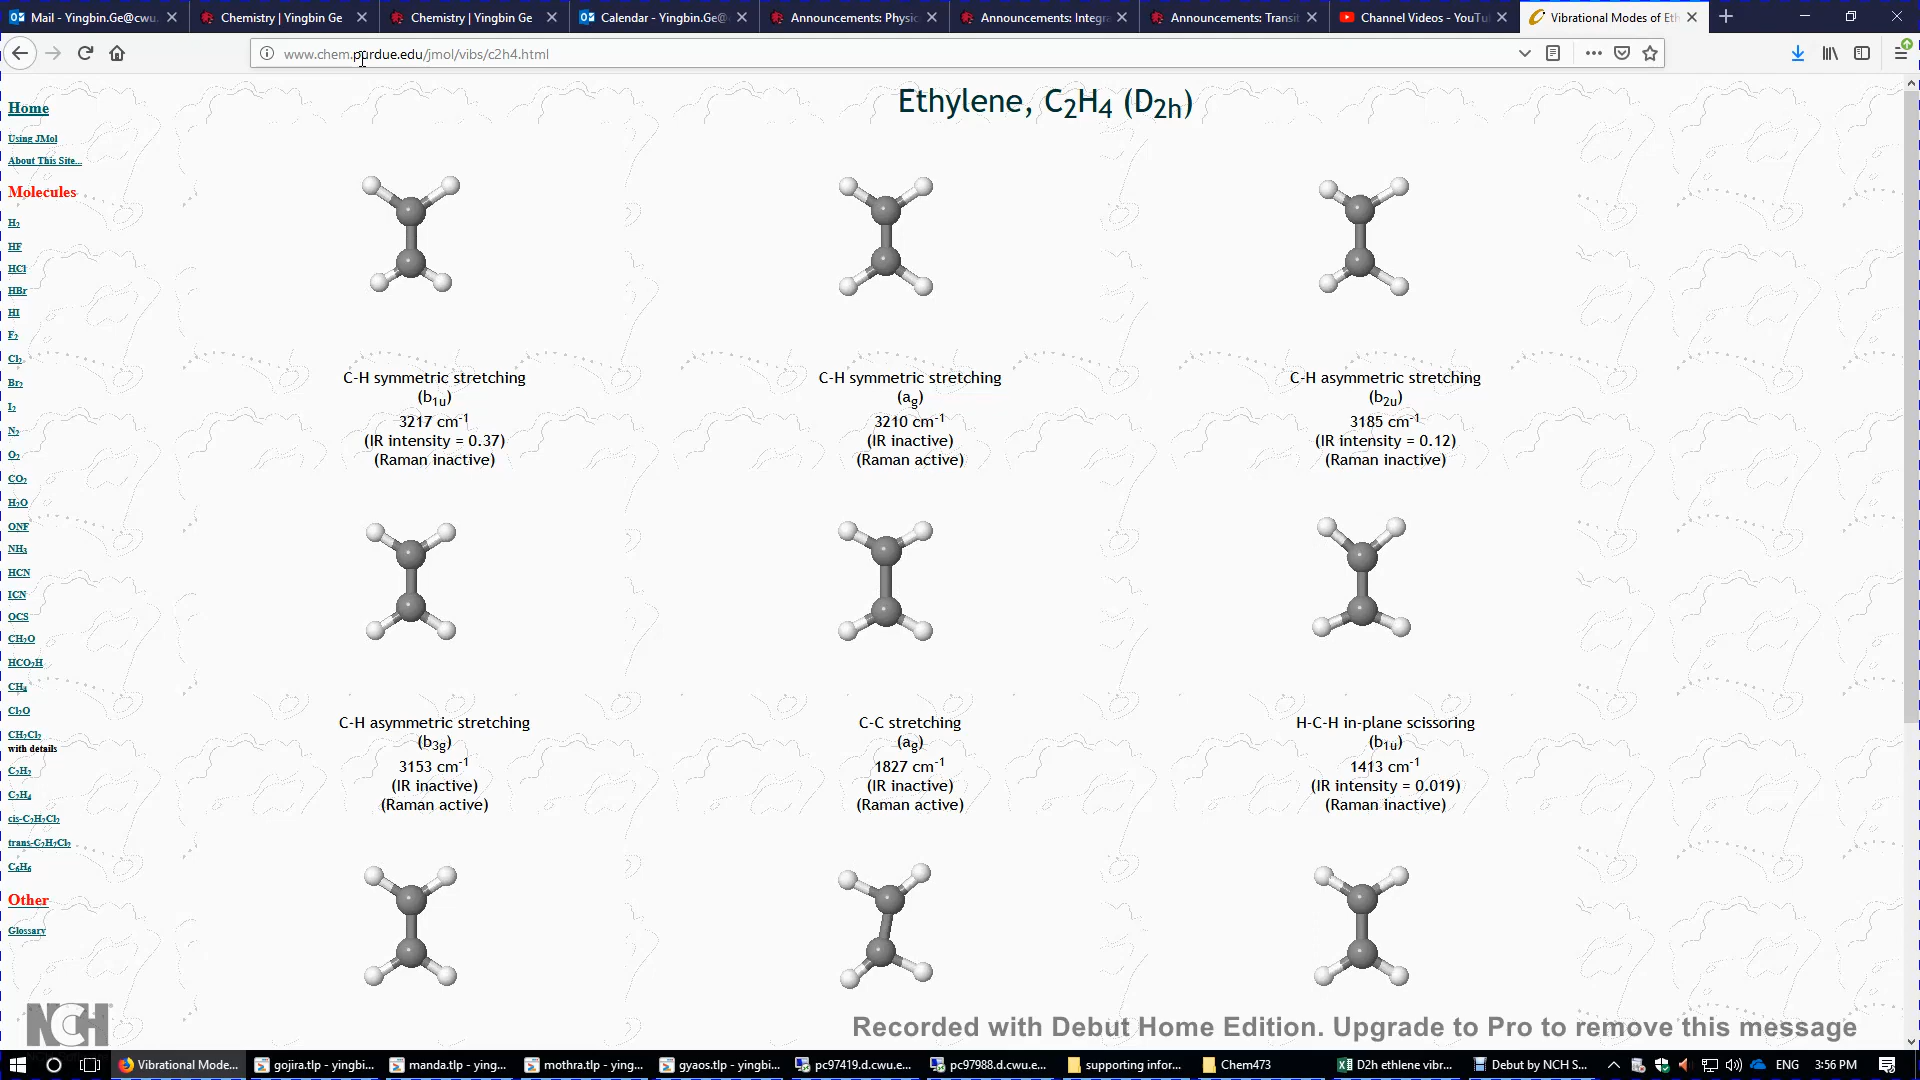 Mail - Yingbin.Ge@cwu.
Chemistry | Yingbin Ge
Chemistry | Yingbin Ge
Calendar - Yingbin.Ge@
Announcements: Physic
Announcements: Integra
Announcements: Transit
Channel Videos - YouTu
Vibrational Modes of Eth
www.chem.purdue.edu/jmol/vibs/c2h4.html
Home
Using JMol
About This Site...
Molecules
H2
HF
HCl
HBr
HI
F2
Cl2
Br2
I2
N2
O2
CO2
H2O
ONF
NH3
HCN
ICN
OCS
CH2O
HCO2H
CH4
Cl2O
CH2Cl2
with details
C2H2
C2H4
cis-C2H2Cl2
trans-C2H2Cl2
C6H6
Other
Glossary
Ethylene, C2H4 (D2h)
C-H symmetric stretching
(b1u)
3217 cm-1
(IR intensity = 0.37)
(Raman inactive)
C-H symmetric stretching
(ag)
3210 cm-1
(IR inactive)
(Raman active)
C-H asymmetric stretching
(b2u)
3185 cm-1
(IR intensity = 0.12)
(Raman inactive)
C-H asymmetric stretching
(b3g)
3153 cm-1
(IR inactive)
(Raman active)
C-C stretching
(ag)
1827 cm-1
(IR inactive)
(Raman active)
H-C-H in-plane scissoring
(b1u)
1413 cm-1
(IR intensity = 0.019)
(Raman inactive)
NCH
Recorded with Debut Home Edition. Upgrade to Pro to remove this message
Vibrational Mode...
gojira.tlp - yingbi...
manda.tlp - ying...
mothra.tlp - ying...
gyaos.tlp - yingbi...
pc97419.d.cwu.e...
pc97988.d.cwu.e...
supporting infor...
Chem473
D2h ethlene vibr...
Debut by NCH S...
ENG
3:56 PM